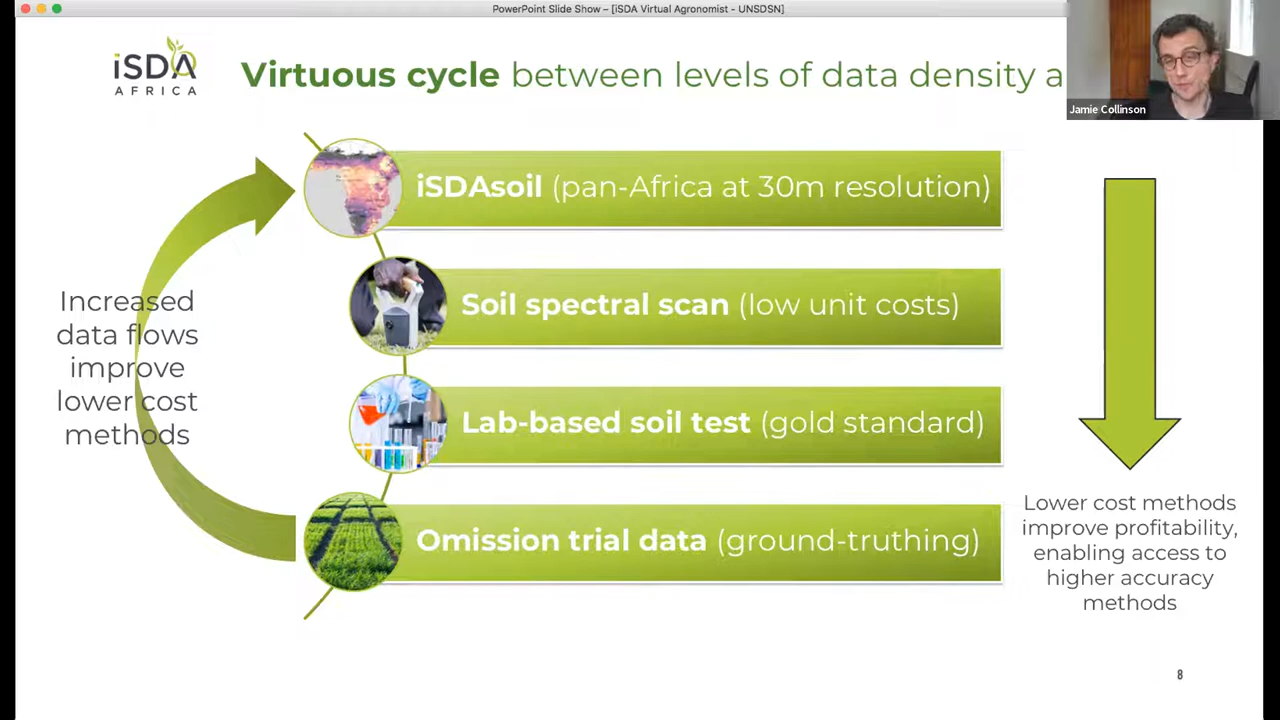 PowerPoint Slide Show – [iSDA Virtual Agronomist - UNSDSN]
iSDA
AFRICA
Virtuous cycle between levels of data density a
Jamie Collinson
iSDAsoil (pan-Africa at 30m resolution)
Soil spectral scan (low unit costs)
Lab-based soil test (gold standard)
Omission trial data (ground-truthing)
Increased
data flows
improve
lower cost
methods
Lower cost methods
improve profitability,
enabling access to
higher accuracy
methods
8